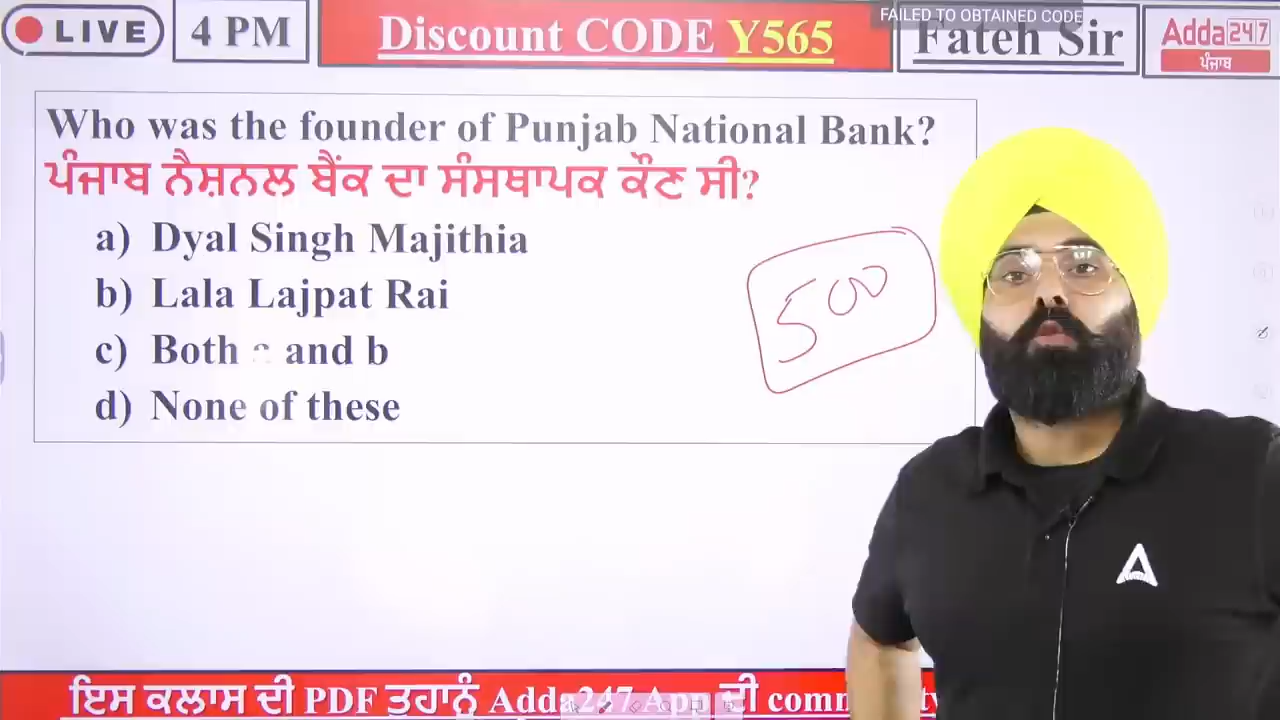 LIVE
4 PM
Discount CODE Y565
FAILED TO OBTAINED CODE
Fateh Sir
Adda247
ਪੰਜਾਬ
Who was the founder of Punjab National Bank?
ਪੰਜਾਬ ਨੈਸ਼ਨਲ ਬੈਂਕ ਦਾ ਸੰਸਥਾਪਕ ਕੌਣ ਸੀ?
a) Dyal Singh Majithia
b) Lala Lajpat Rai
c) Both a and b
d) None of these
500
ਇਸ ਕਲਾਸ ਦੀ PDF ਤੁਹਾਨੂੰ Adda247 App ਦੀ